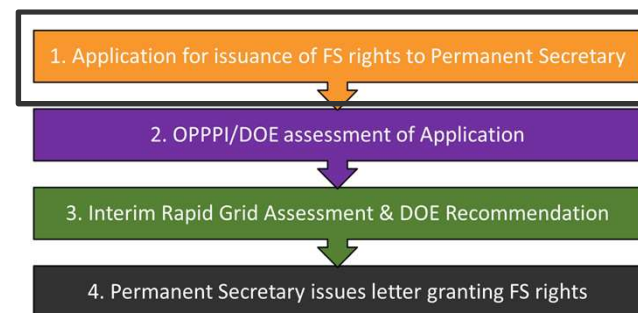 1. Application for issuance of FS rights to Permanent Secretary
2. OPPPI/DOE assessment of Application
3. Interim Rapid Grid Assessment & DOE Recommendation
4. Permanent Secretary issues letter granting FS rights